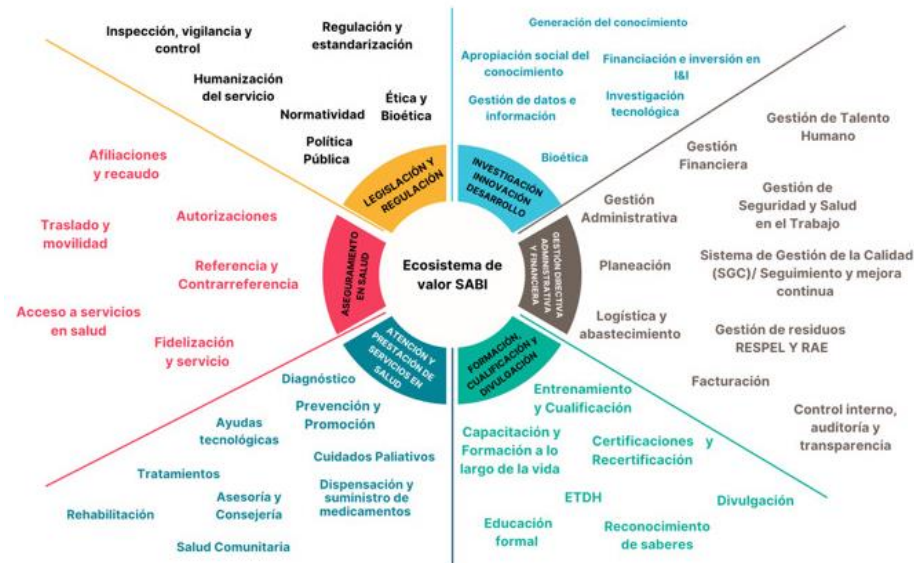 Inspección, vigilancia y
control
Regulación y
estandarización
Humanización
del servicio
Normatividad
Ética y
Bioética
Política
Pública
LEGISLACIÓN Y
REGULACIÓN
Generación del conocimiento
Apropiación social del
conocimiento
Financiación e inversión en
I&I
Gestión de datos e
información
Investigación
tecnológica
Bioética
INVESTIGACIÓN
INNOVACIÓN
DESARROLLO
Gestión de Talento
Humano
Gestión
Financiera
Gestión
Administrativa
Gestión de
Seguridad y Salud
en el Trabajo
Planeación
Sistema de Gestión de la Calidad
(SGC)/ Seguimiento y mejora
continua
Logística y
abastecimiento
Gestión de residuos
RESPEL Y RAE
Facturación
Control interno,
auditoría y
transparencia
GESTIÓN DIRECTIVA
ADMINISTRATIVA
Y FINANCIERA
Ecosistema de
valor SABI
Afiliaciones
y recaudo
Autorizaciones
Traslado y
movilidad
Referencia y
Contrarreferencia
Acceso a servicios
en salud
Fidelización
y servicio
ASEGURAMIENTO
EN SALUD
ATENCIÓN Y
PRESTACIÓN DE
SERVICIOS EN
SALUD
Diagnóstico
Prevención y
Promoción
Ayudas
tecnológicas
Cuidados Paliativos
Tratamientos
Dispensación y
suministro de
medicamentos
Asesoría y
Consejería
Rehabilitación
Salud Comunitaria
FORMACIÓN,
CUALIFICACIÓN Y
DIVULGACIÓN
Entrenamiento
y Cualificación
Capacitación y
Formación a lo
largo de la vida
Certificaciones y
Recertificación
ETDH
Divulgación
Educación
formal
Reconocimiento
de saberes